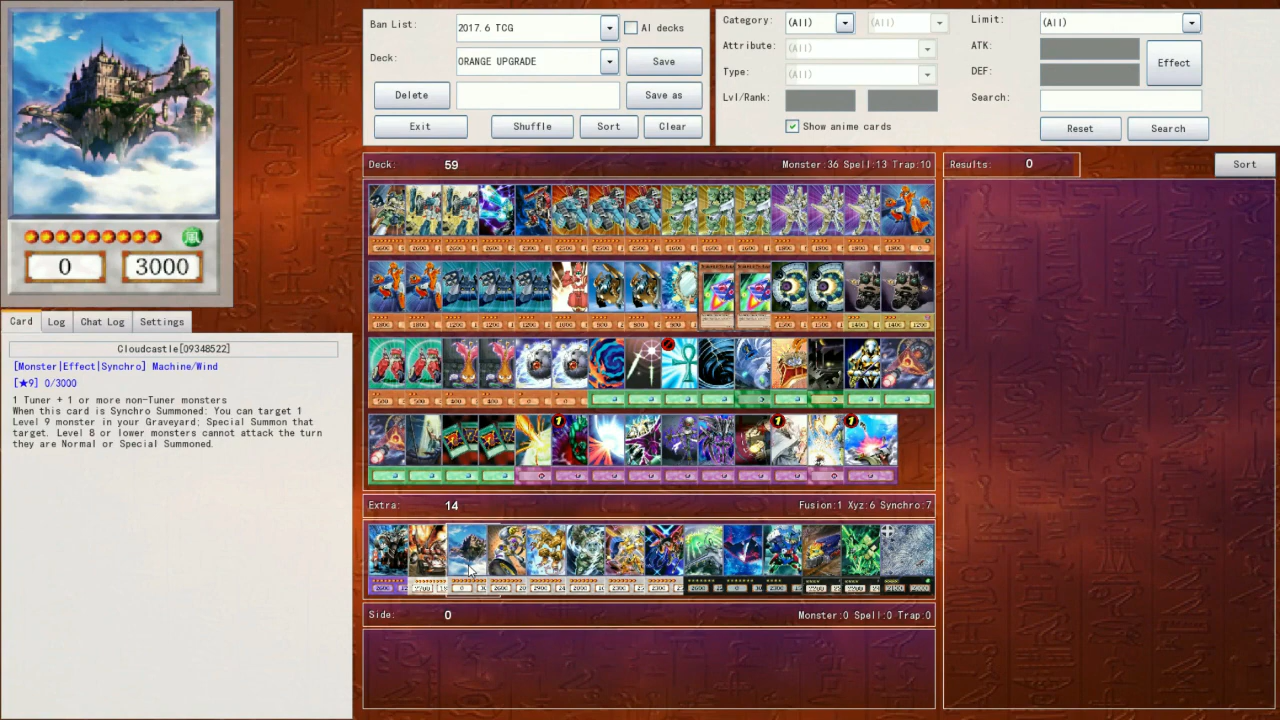 Ban List:
2017.6 TCG
AI decks
Deck:
ORANGE UPGRADE
Save
Delete
Save as
Exit
Shuffle
Sort
Clear
Category:
(All)
(All)
Limit:
(All)
Attribute:
(All)
ATK:
Type:
(All)
DEF:
Effect
Lvl/Rank:
Search:
Show anime cards
Reset
Search
風
0
3000
Card
Log
Chat Log
Settings
Cloudcastle[09348522]
[Monster|Effect|Synchro] Machine/Wind
[★9] 0/3000
1 Tuner + 1 or more non-Tuner monsters
When this card is Synchro Summoned: You can target 1
Level 9 monster in your Graveyard; Special Summon that
target. Level 8 or lower monsters cannot attack the turn
they are Normal or Special Summoned.
Deck:
59
Monster:36 Spell:13 Trap:10
Results:
0
Sort
1
1
1
Extra:
14
Fusion:1 Xyz:6 Synchro:7
Side:
0
Monster:0 Spell:0 Trap:0